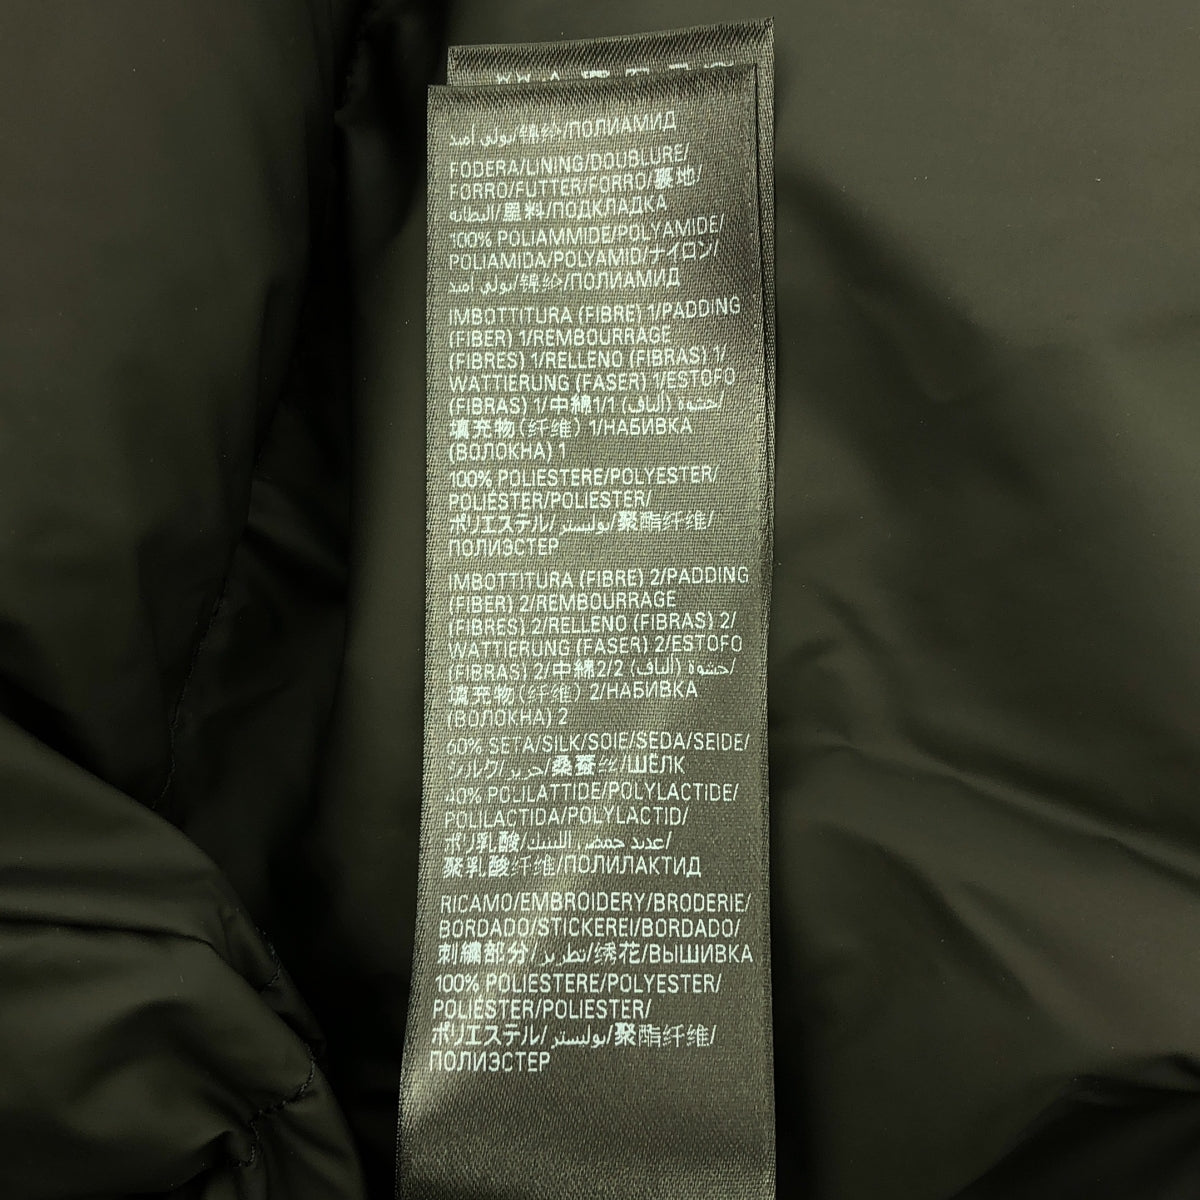 بولي أميد/锦纶/ПОЛИАМИД
FODERA/LINING/DOUBLURE/
FORRO/FUTTER/FORRO/裏地/
البطانة/里料/ПОДКЛАДКА
100% POLIAMMIDE/POLYAMIDE/
POLIAMIDA/POLYAMID/ナイロン/
بولي أميد/锦纶/ПОЛИАМИД
IMBOTTITURA (FIBRE) 1/PADDING
(FIBER) 1/REMBOURRAGE
(FIBRES) 1/RELLENO (FIBRAS) 1/
WATTIERUNG (FASER) 1/ESTOFO
(FIBRAS) 1/中綿1/1 (ألياف) حشوة/
填充物(纤维) 1/НАБИВКА
(ВОЛОКНА) 1
100% POLIESTERE/POLYESTER/
POLIÉSTER/POLIESTER/
ポリエステル/بوليستر/聚酯纤维/
ПОЛИЭСТЕР
IMBOTTITURA (FIBRE) 2/PADDING
(FIBER) 2/REMBOURRAGE
(FIBRES) 2/RELLENO (FIBRAS) 2/
WATTIERUNG (FASER) 2/ESTOFO
(FIBRAS) 2/中綿2/2 (ألياف) حشوة/
填充物(纤维) 2/НАБИВКА
(ВОЛОКНА) 2
60% SETA/SILK/SOIE/SEDA/SEIDE/
シルク/حرير/桑蚕丝/ШЁЛК
40% POLILATTIDE/POLYLACTIDE/
POLILACTIDA/POLYLACTID/
ポリ乳酸/عديد حمض اللبنيك/
聚乳酸纤维/ПОЛИЛАКТИД
RICAMO/EMBROIDERY/BRODERIE/
BORDADO/STICKEREI/BORDADO/
刺繍部分/تطريز/绣花/ВЫШИВКА
100% POLIESTERE/POLYESTER/
POLIÉSTER/POLIESTER/
ポリエステル/بوليستر/聚酯纤维/
ПОЛИЭСТЕР